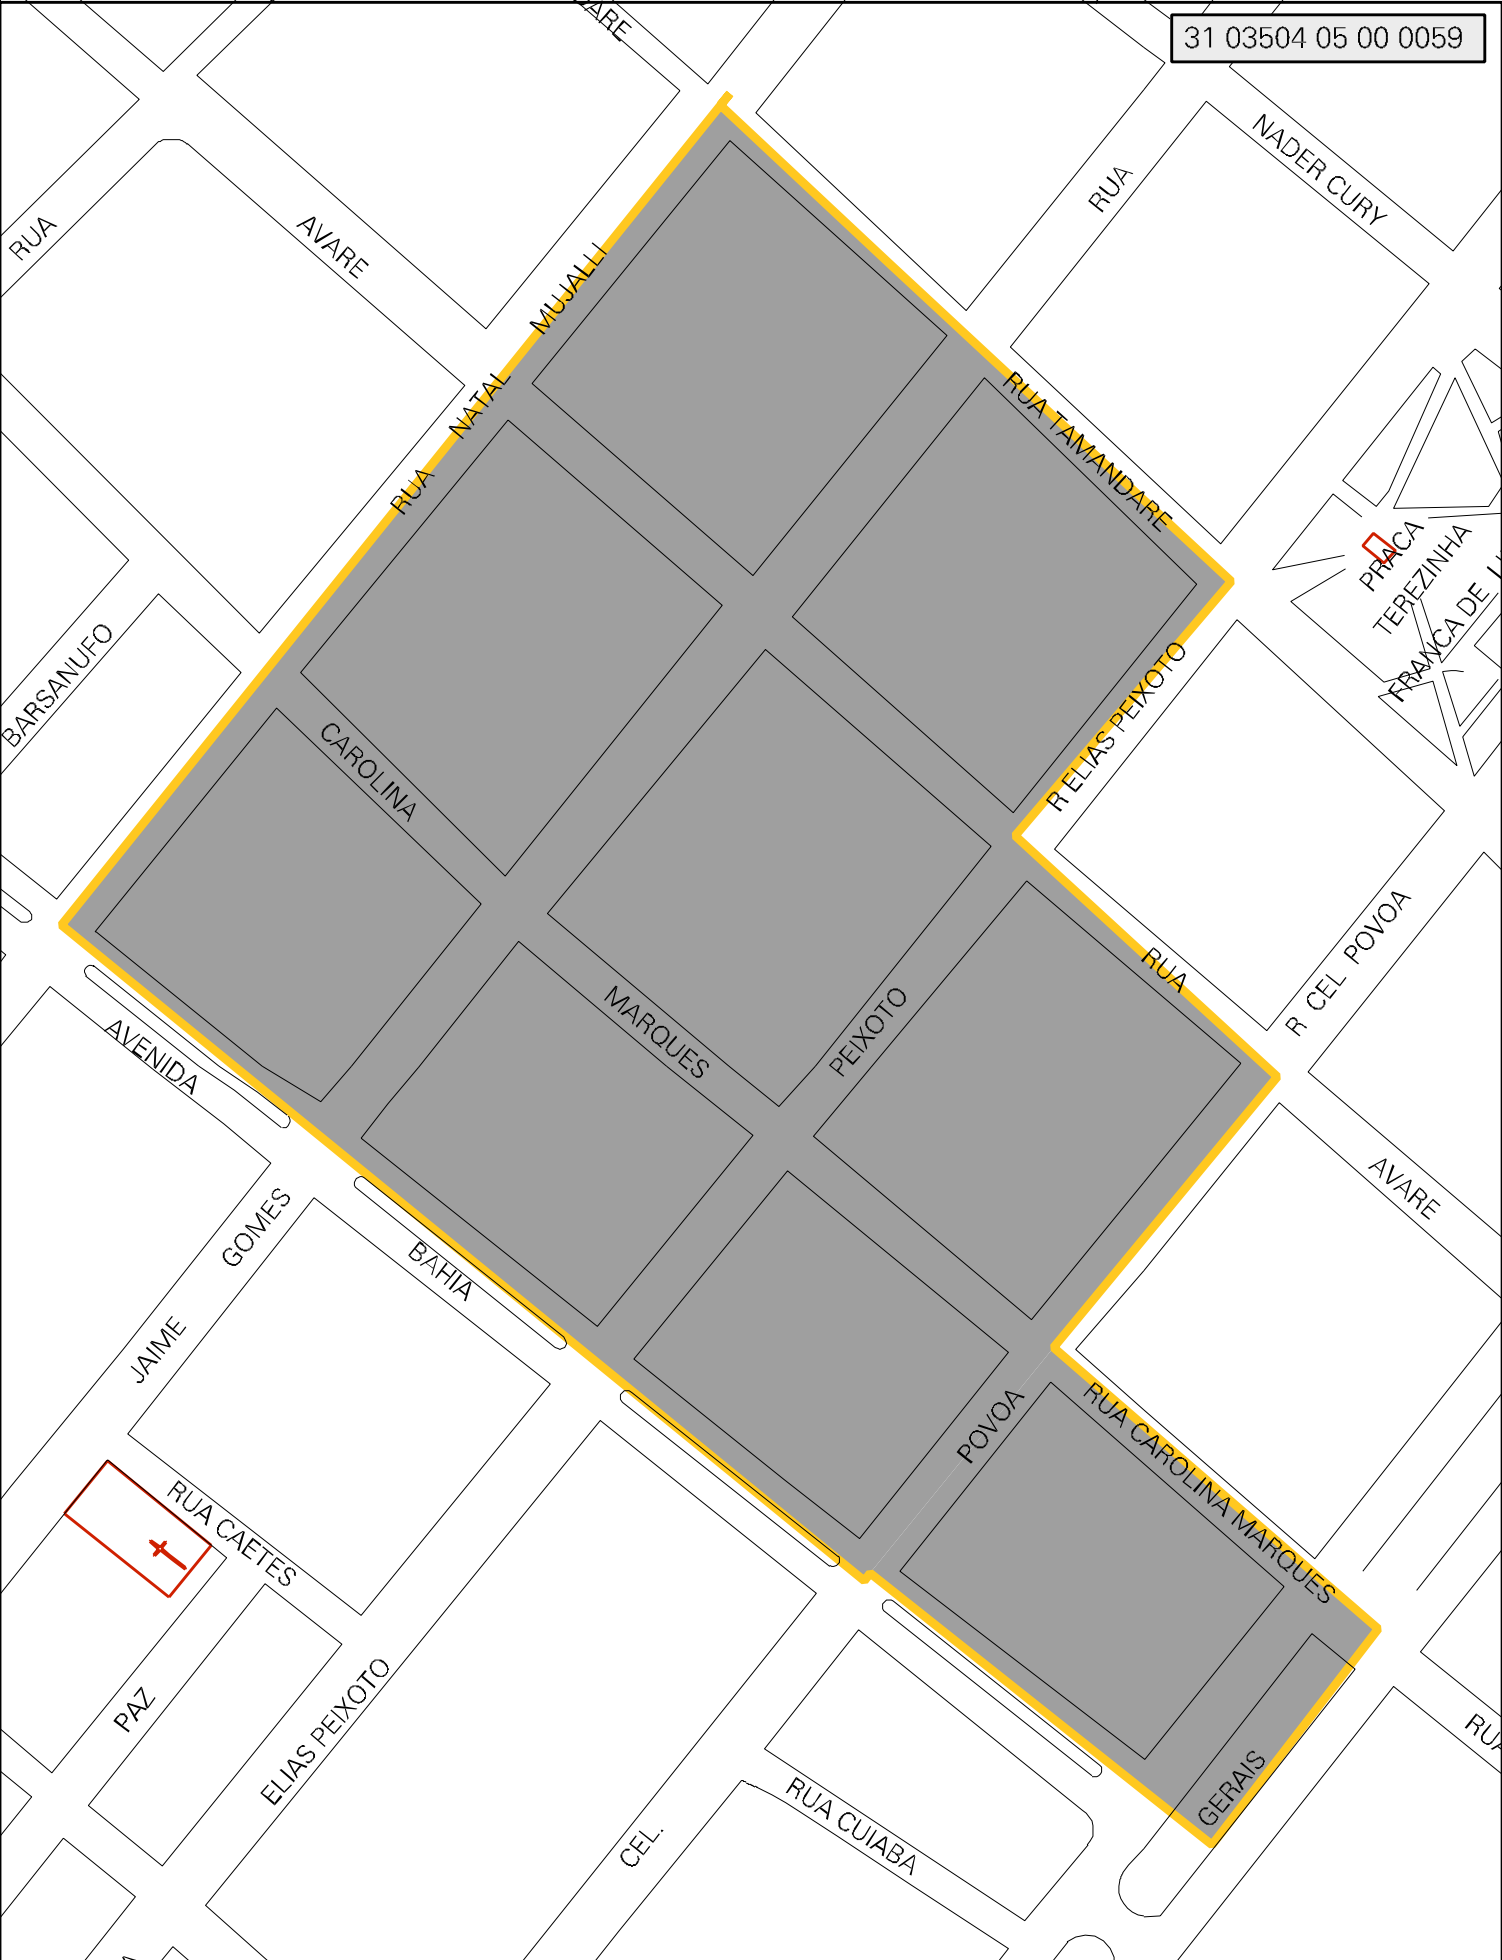 31 03504 05 00 0059
NADER CURY
RUA
RUA
AVARE
MUJALLI
NATAL
RUA
RUA TAMANDARE
PRACA
TEREZINHA
FRANCA DE
BARSANUFO
R ELIAS PEIXOTO
CAROLINA
R CEL POVOA
RUA
MARQUES
PEIXOTO
AVENIDA
AVARE
GOMES
BAHIA
JAIME
POVOA
RUA CAROLINA MARQUES
RUA CAETES
PAZ
ELIAS PEIXOTO
RUA
GERAIS
RUA CUIABA
CEL.